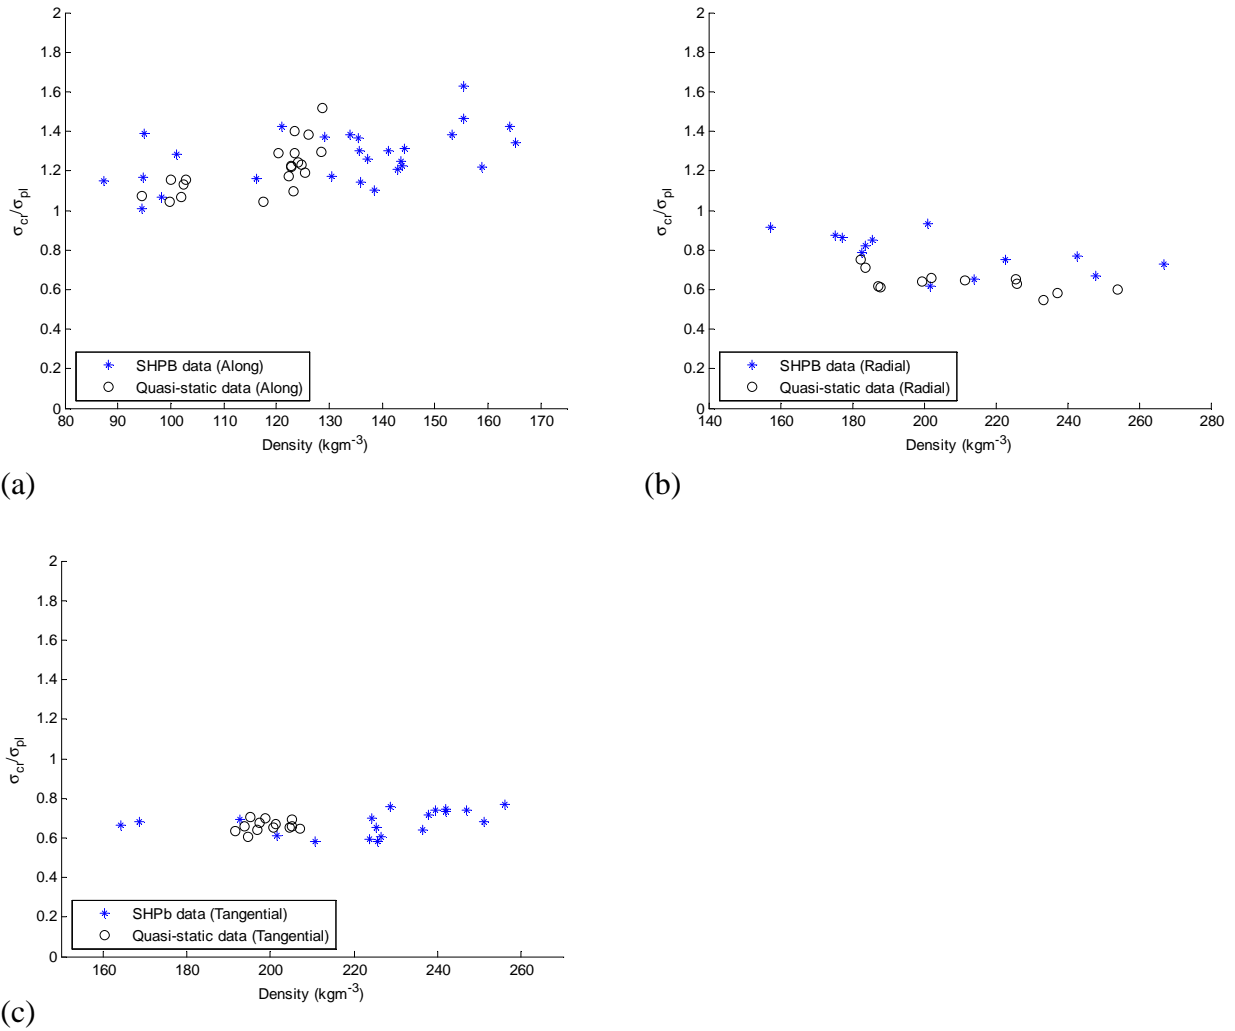 2
1.8
1.6
1.4
1.2
1
0.8
0.6
0.4
0.2
0
σcr/σpl
SHPB data (Along)
Quasi-static data (Along)
80 90 100 110 120 130 140 150 160 170
Density (kgm-3)
(a)
2
1.8
1.6
1.4
1.2
1
0.8
0.6
0.4
0.2
0
σcr/σpl
SHPB data (Radial)
Quasi-static data (Radial)
140 160 180 200 220 240 260 280
Density (kgm-3)
(b)
2
1.8
1.6
1.4
1.2
1
0.8
0.6
0.4
0.2
0
σcr/σpl
SHPb data (Tangential)
Quasi-static data (Tangential)
160 180 200 220 240 260
Density (kgm-3)
(c)